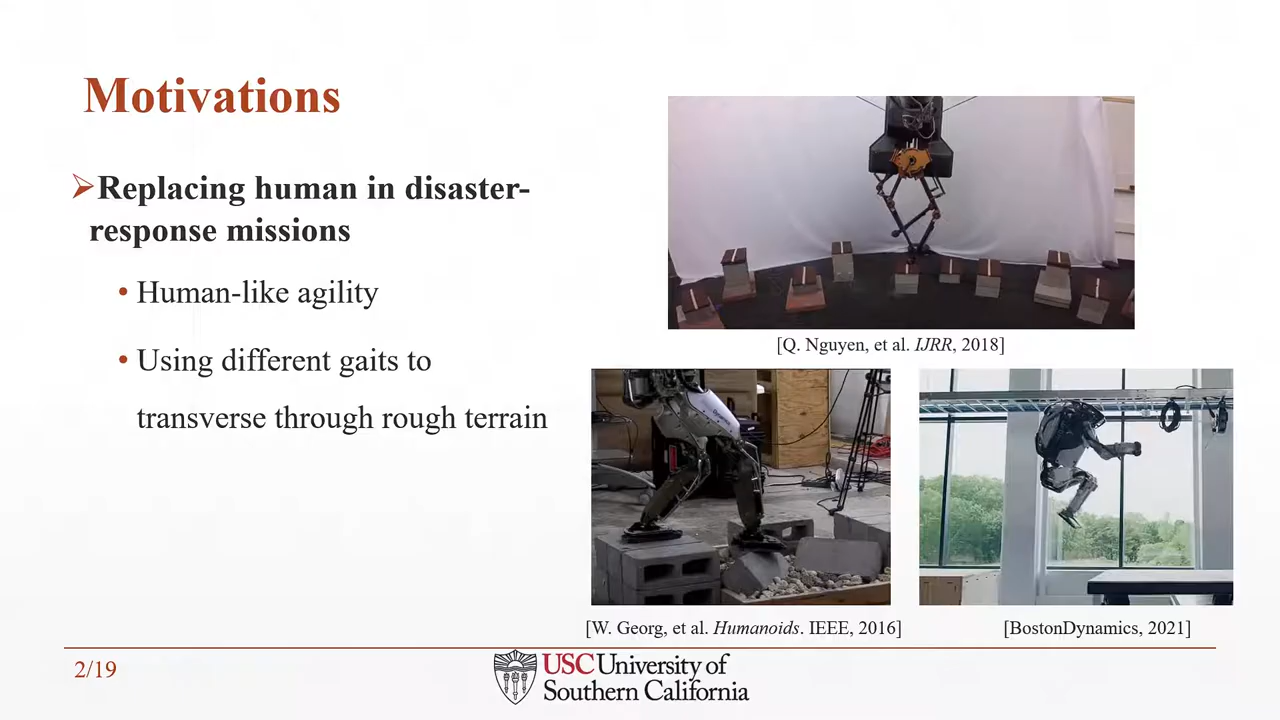 Motivations
➢Replacing human in disaster-
response missions
• Human-like agility
• Using different gaits to
transverse through rough terrain
[Q. Nguyen, et al. IJRR, 2018]
[W. Georg, et al. Humanoids. IEEE, 2016]
[BostonDynamics, 2021]
2/19
USC University of
Southern California